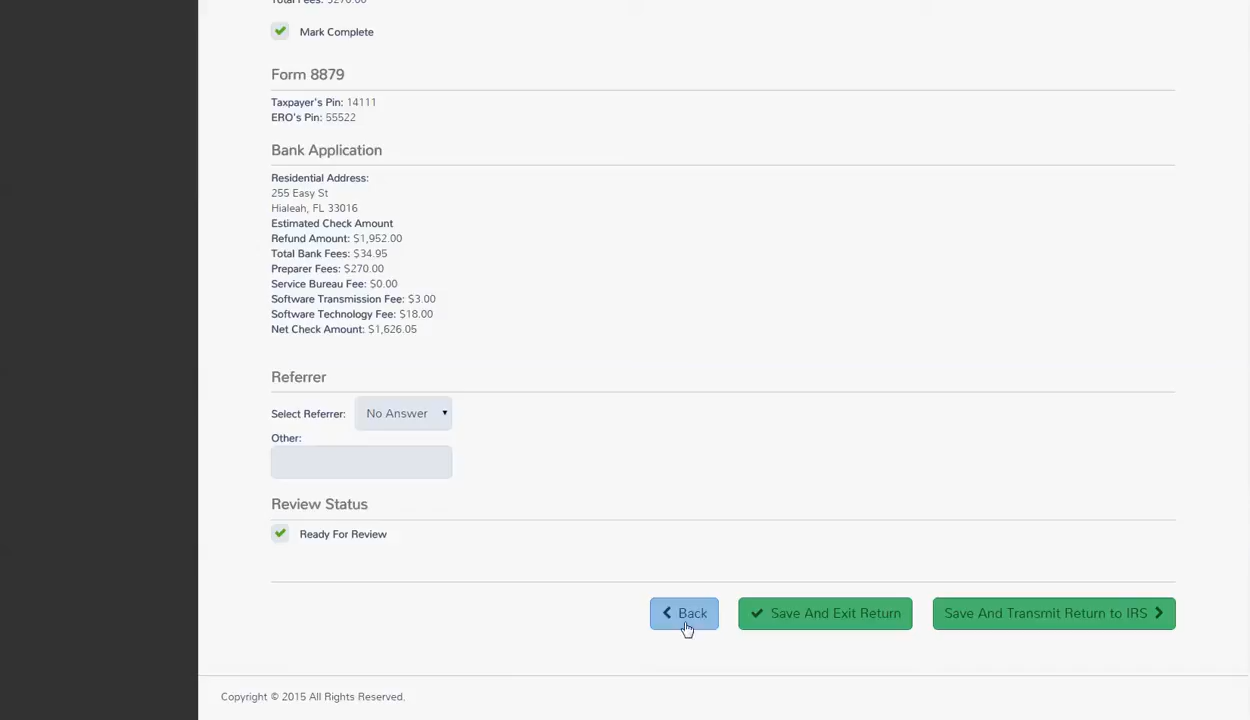 Total Fees: $270.00
Mark Complete
Form 8879
Taxpayer's Pin: 14111
ERO's Pin: 55522
Bank Application
Residential Address:
255 Easy St
Hialeah, FL 33016
Estimated Check Amount
Refund Amount: $1,952.00
Total Bank Fees: $34.95
Preparer Fees: $270.00
Service Bureau Fee: $0.00
Software Transmission Fee: $3.00
Software Technology Fee: $18.00
Net Check Amount: $1,626.05
Referrer
Select Referrer: No Answer
Other:
Review Status
Ready For Review
Back Save And Exit Return Save And Transmit Return to IRS
Copyright © 2015 All Rights Reserved.